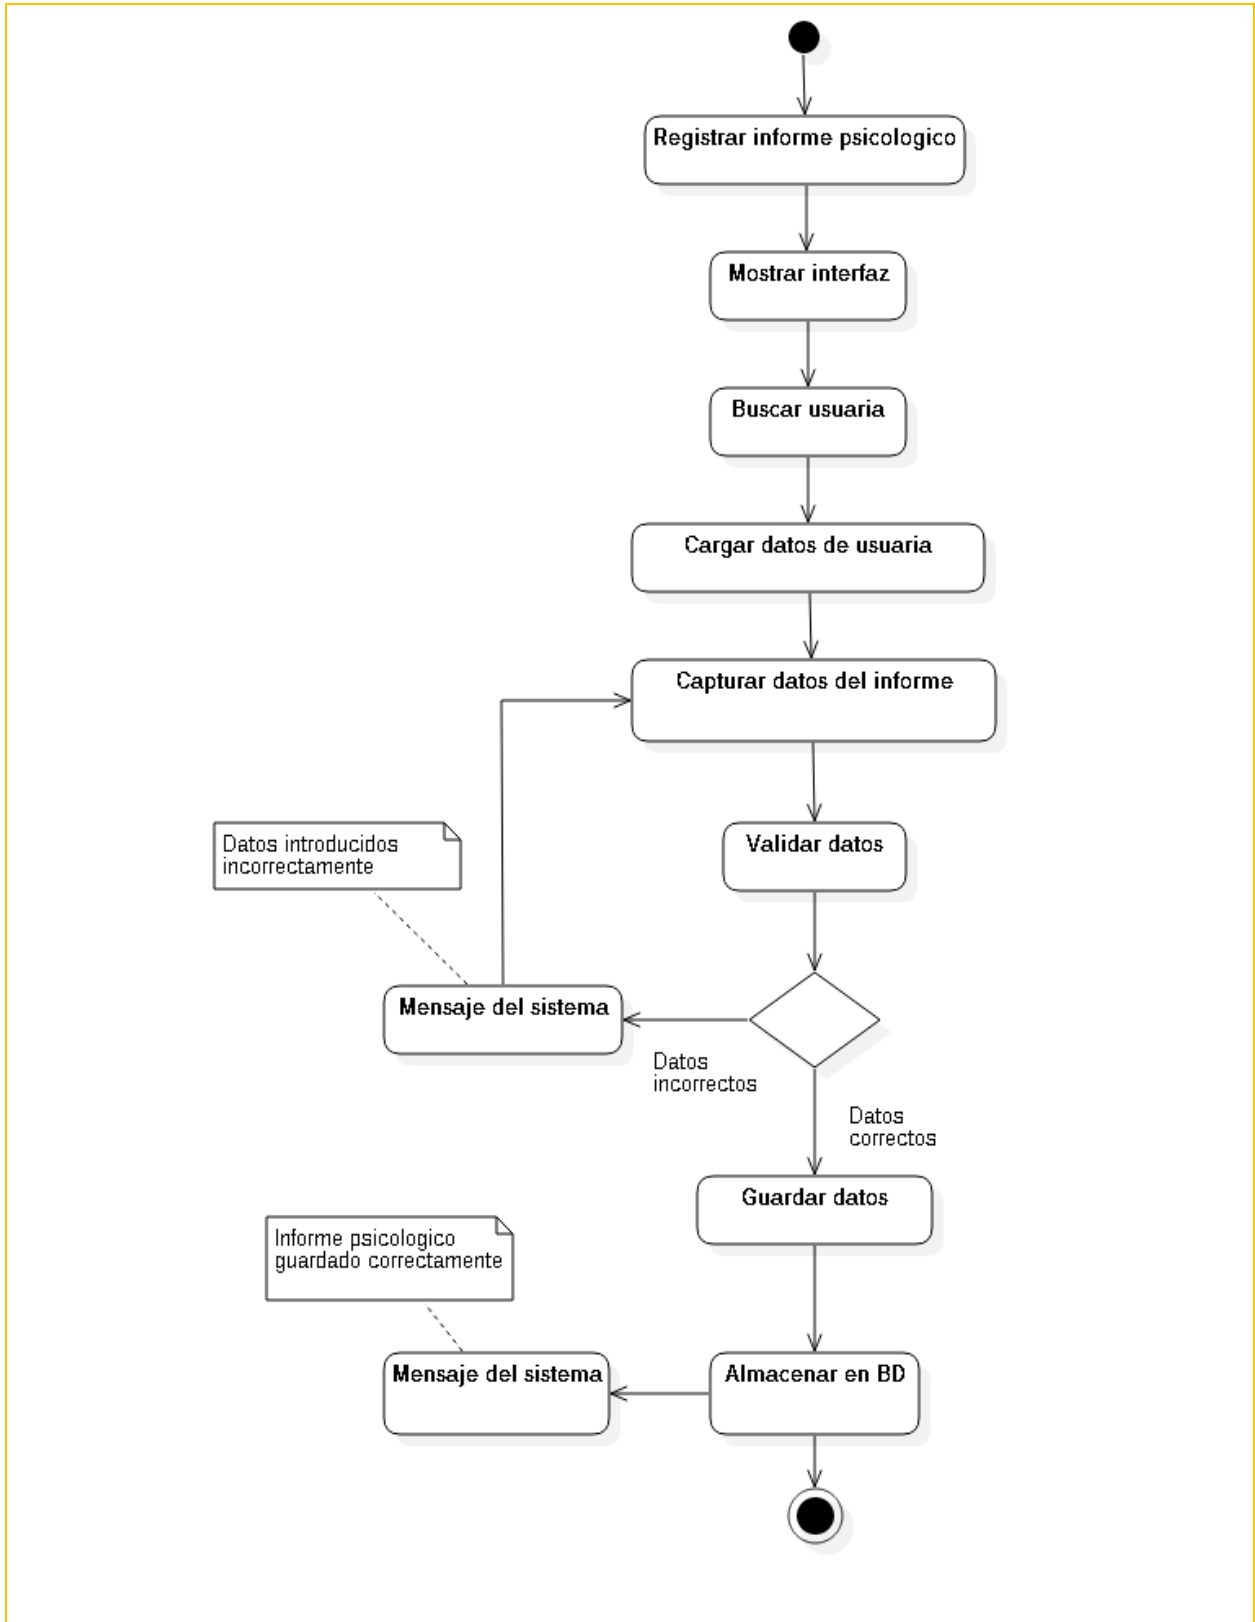 Registrar informe psicologico
Mostrar interfaz
Buscar usuaria
Cargar datos de usuaria
Capturar datos del informe
Datos introducidos
incorrectamente
Validar datos
Mensaje del sistema
Datos
incorrectos
Datos
correctos
Guardar datos
Informe psicologico
guardado correctamente
Mensaje del sistema
Almacenar en BD